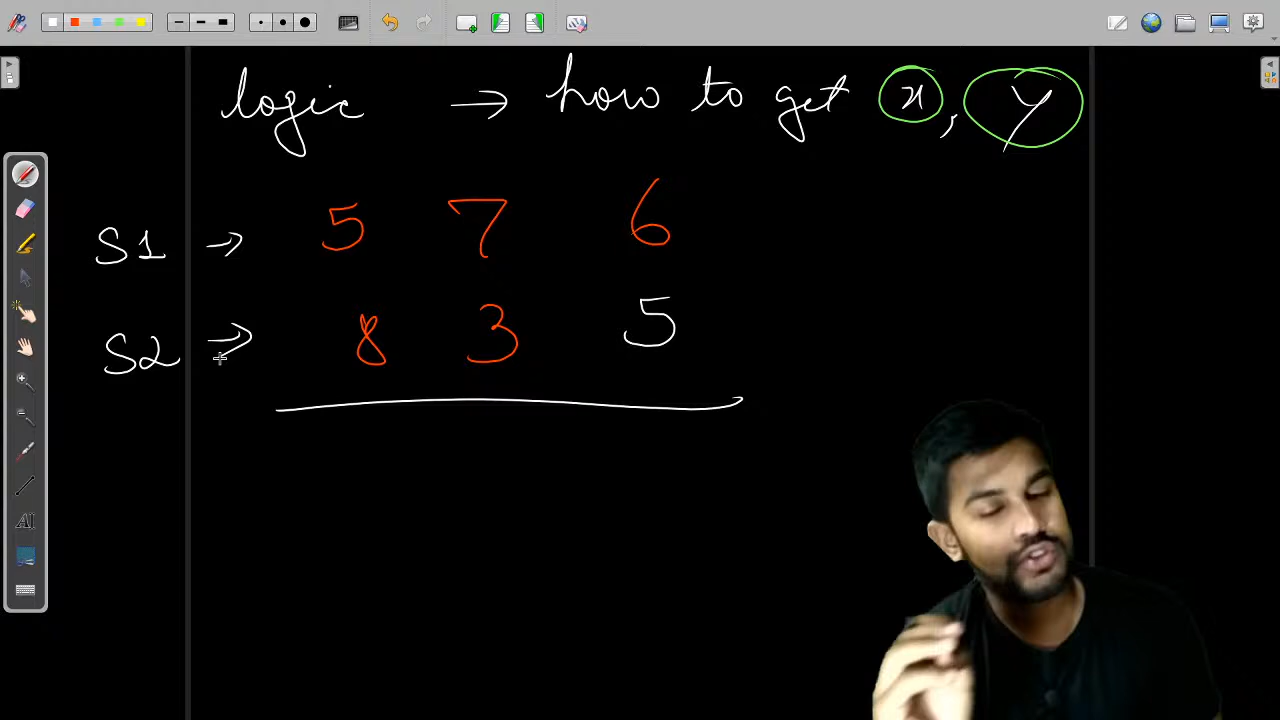 logic → how to get x, y
S1 → 5 7 6
S2 → 8 3 5